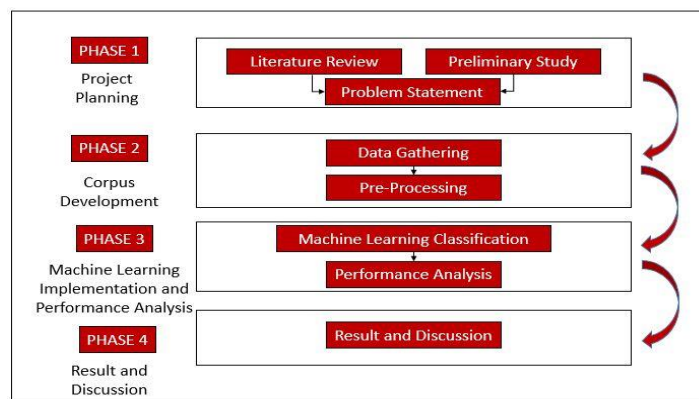 PHASE 1
Project
Planning
Literature Review
Preliminary Study
Problem Statement
PHASE 2
Corpus
Development
Data Gathering
Pre-Processing
PHASE 3
Machine Learning
Implementation and
Performance Analysis
Machine Learning Classification
Performance Analysis
PHASE 4
Result and
Discussion
Result and Discussion